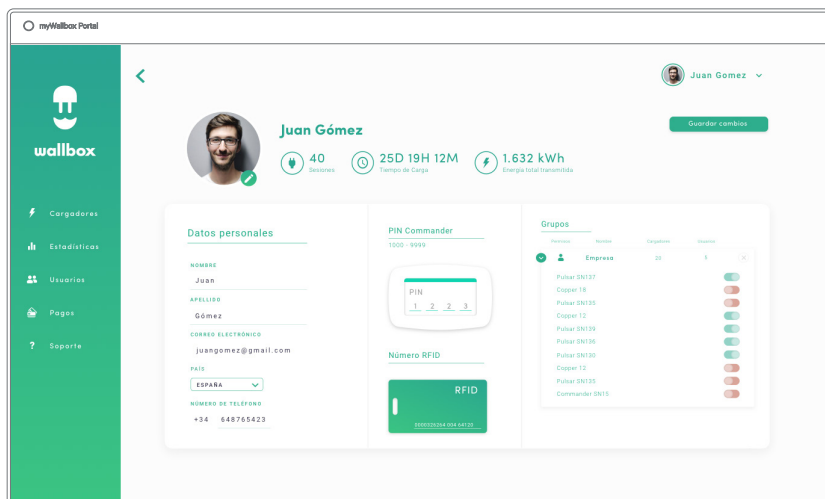 myWallbox Portal
wallbox
Cargadores
Estadísticas
Usuarios
Pagos
Soporte
Juan Gomez
Juan Gómez
Guardar cambios
40
Sesiones
25D 19H 12M
Tiempo de Carga
1.632 kWh
Energía total transmitida
Datos personales
NOMBRE
Juan
APELLIDO
Gómez
CORREO ELECTRÓNICO
juangomez@gmail.com
PAÍS
ESPAÑA
NÚMERO DE TELÉFONO
+34 648765423
PIN Commander
1000 - 9999
PIN
1 2 2 3
Número RFID
RFID
Grupos
Nombre Cargadores Usuarios
Empresa
Pulsar SN137
Copper 18
Pulsar SN135
Copper 12
Pulsar SN139
Pulsar SN136
Pulsar SN130
Copper 12
Pulsar SN135
Commander SN15